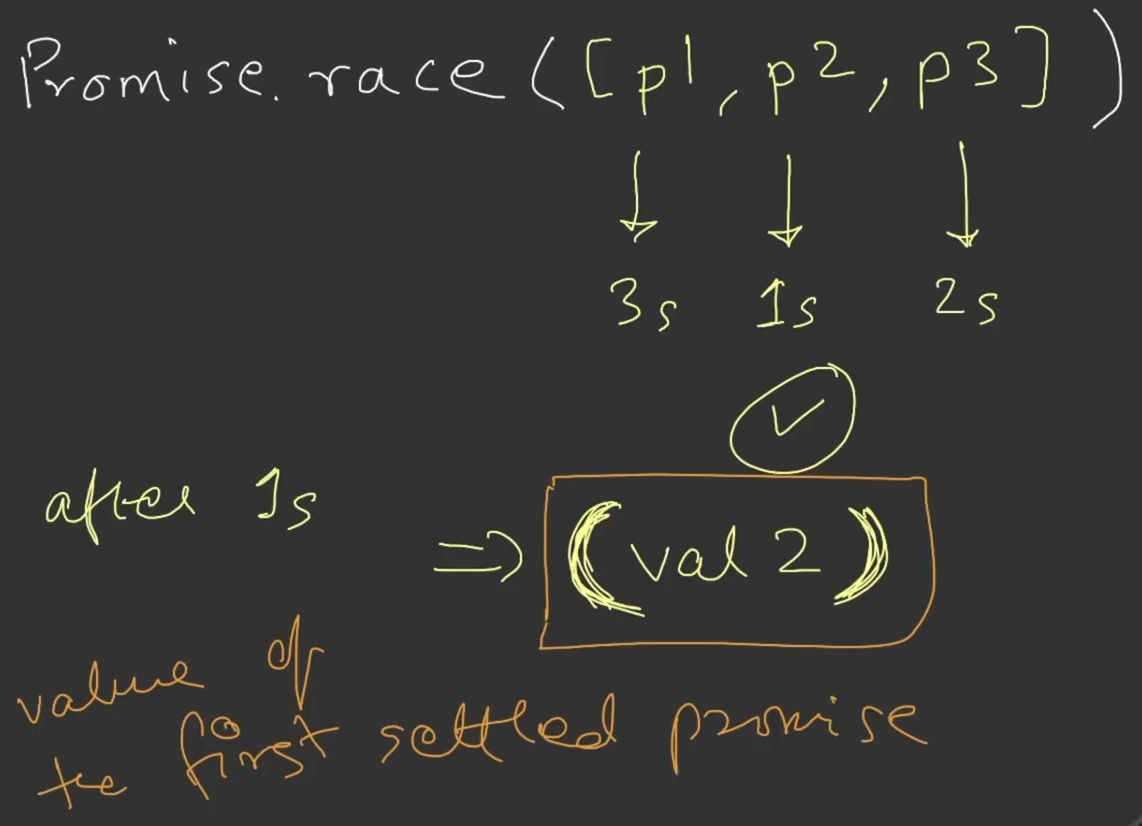 Promise.race([p1, p2, p3])
3s 1s 2s
after 1s
=> (val 2)
value of
the first settled promise